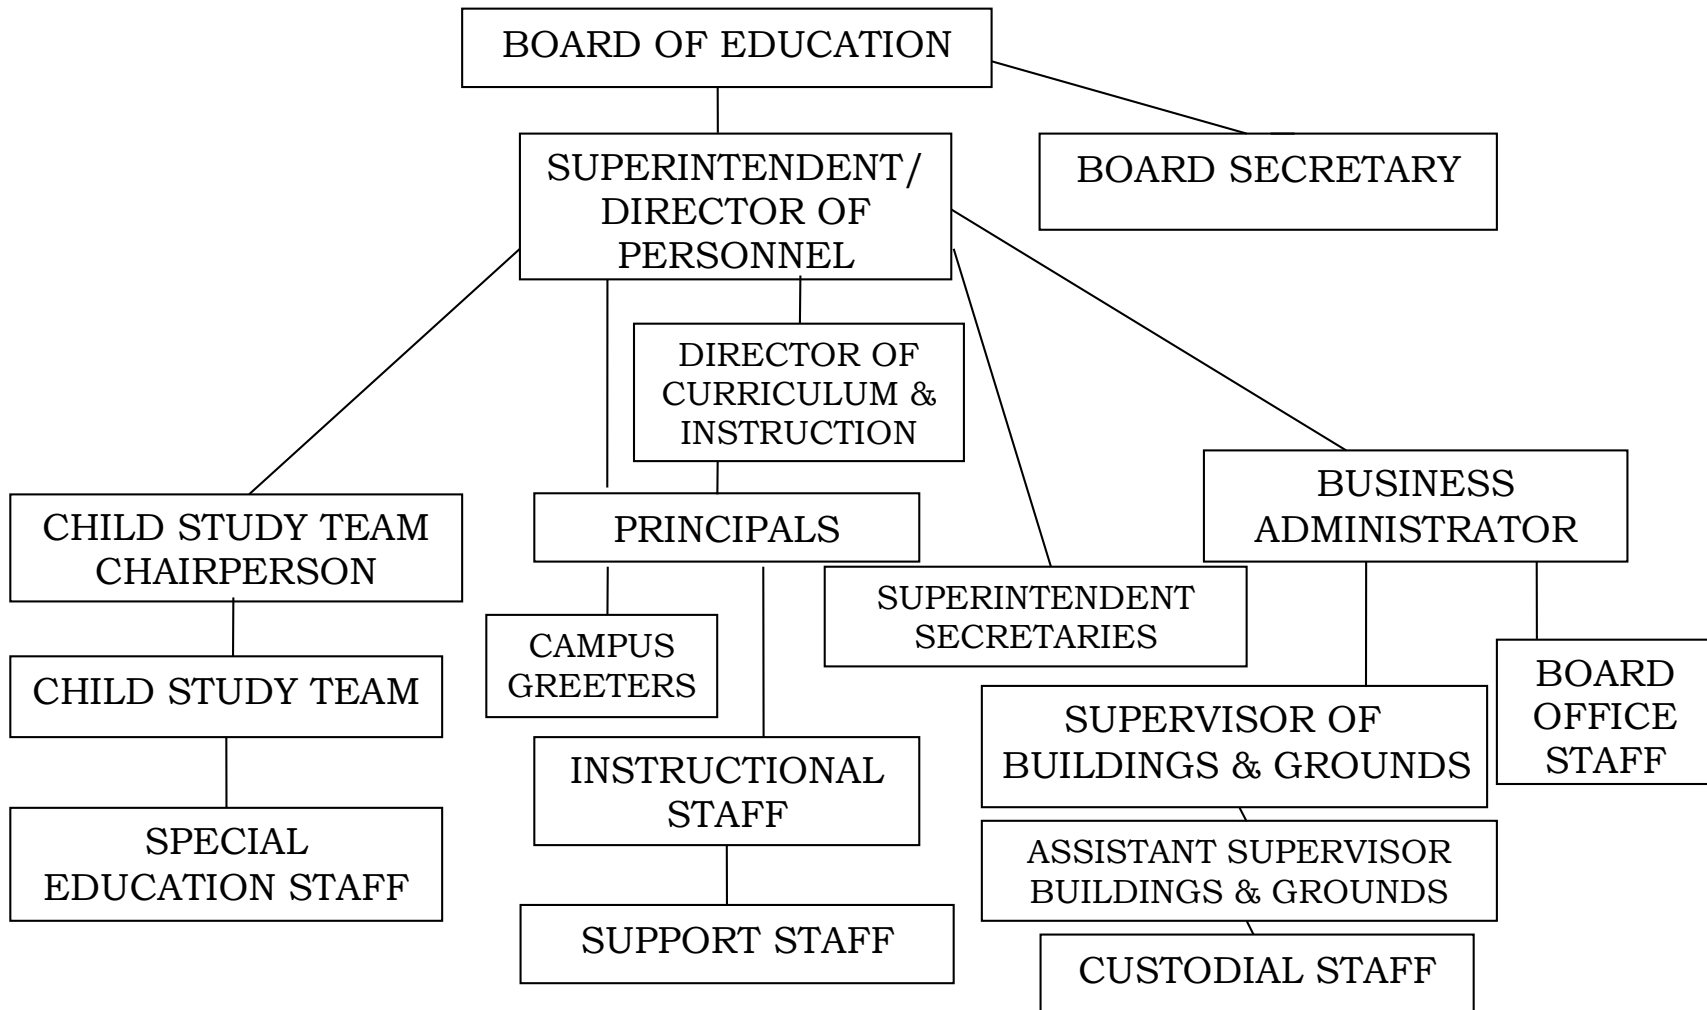 BOARD OF EDUCATION
BOARD SECRETARY
SUPERINTENDENT/
DIRECTOR OF
PERSONNEL
DIRECTOR OF
CURRICULUM &
INSTRUCTION
CHILD STUDY TEAM
CHAIRPERSON
PRINCIPALS
BUSINESS
ADMINISTRATOR
SUPERINTENDENT
SECRETARIES
CAMPUS
GREETERS
CHILD STUDY TEAM
BOARD
OFFICE
STAFF
SUPERVISOR OF
BUILDINGS & GROUNDS
INSTRUCTIONAL
STAFF
SPECIAL
EDUCATION STAFF
ASSISTANT SUPERVISOR
BUILDINGS & GROUNDS
SUPPORT STAFF
CUSTODIAL STAFF